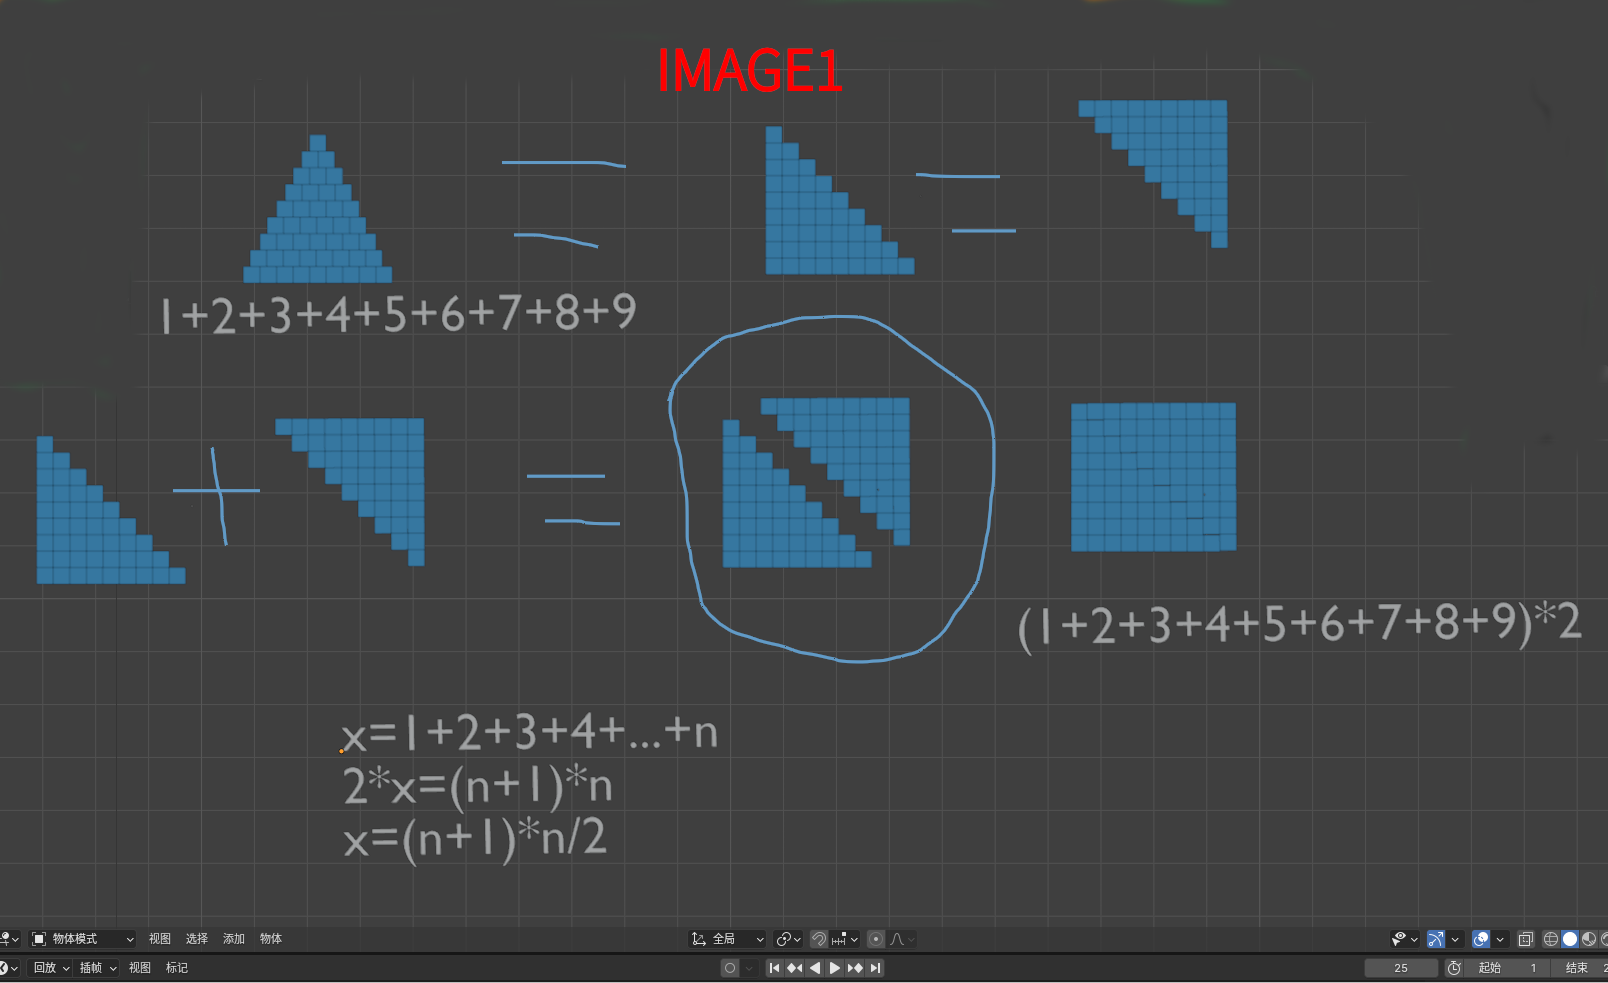 IMAGE1
1+2+3+4+5+6+7+8+9
(1+2+3+4+5+6+7+8+9)*2
x=1+2+3+4+...+n
2*x=(n+1)*n
x=(n+1)*n/2
物体模式 视图 选择 添加 物体 全局
回放 插帧 视图 标记 25 起始 1 结束